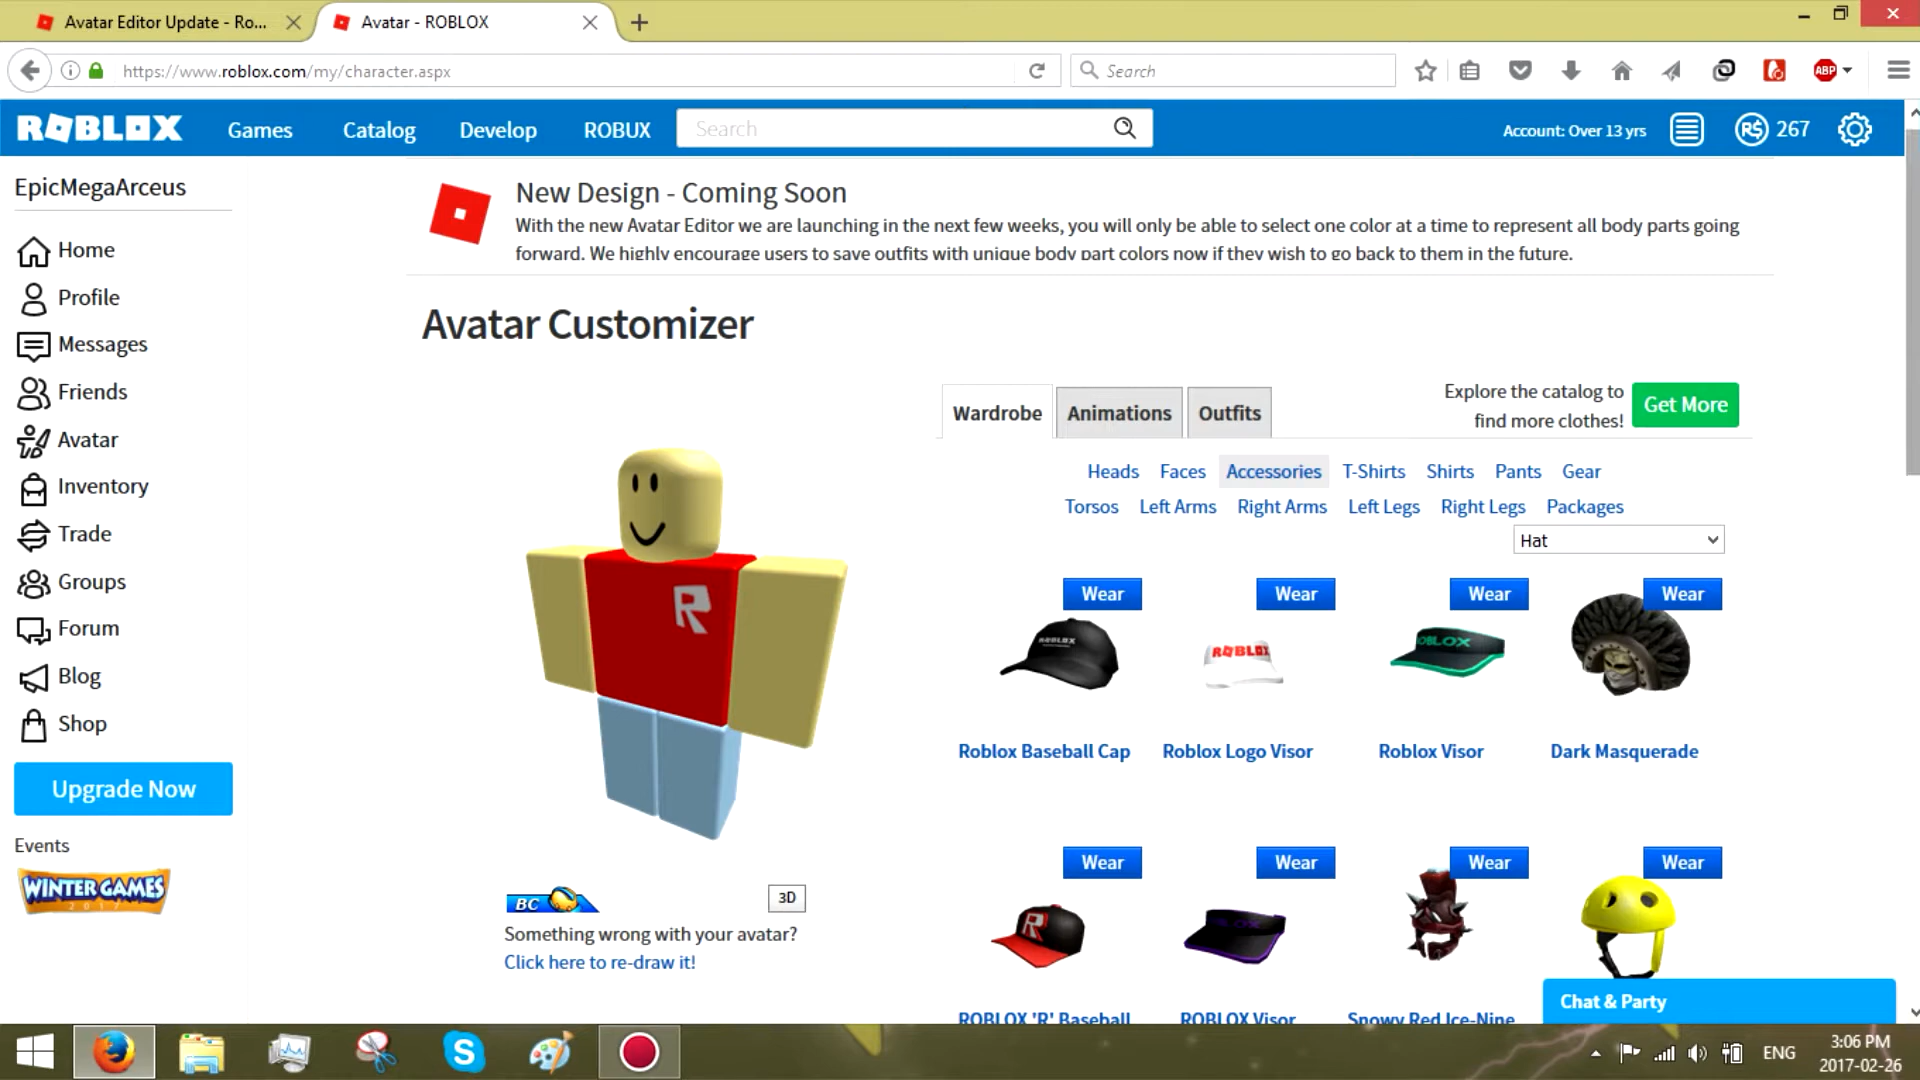 Avatar Editor Update - Ro...
Avatar - ROBLOX
https://www.roblox.com/my/character.aspx
Search
ABP
ROBLOX
Games
Catalog
Develop
ROBUX
Search
Account: Over 13 yrs
R$ 267
EpicMegaArceus
Home
Profile
Messages
Friends
Avatar
Inventory
Trade
Groups
Forum
Blog
Shop
Upgrade Now
Events
WINTER GAMES
2017
New Design - Coming Soon
With the new Avatar Editor we are launching in the next few weeks, you will only be able to select one color at a time to represent all body parts going
forward. We highly encourage users to save outfits with unique body part colors now if they wish to go back to them in the future.
Avatar Customizer
R
BC
3D
Something wrong with your avatar?
Click here to re-draw it!
Wardrobe
Animations
Outfits
Explore the catalog to
find more clothes!
Get More
Heads Faces Accessories T-Shirts Shirts Pants Gear
Torsos Left Arms Right Arms Left Legs Right Legs Packages
Hat
Wear Wear Wear Wear
ROBLOX
ROBLOX
OBLOX
Roblox Baseball Cap
Roblox Logo Visor
Roblox Visor
Dark Masquerade
Wear Wear Wear Wear
R
ROBLOX 'R' Baseball
ROBLOX Visor
Snowy Red Ice-Nine
Chat & Party
ENG
3:06 PM
2017-02-26